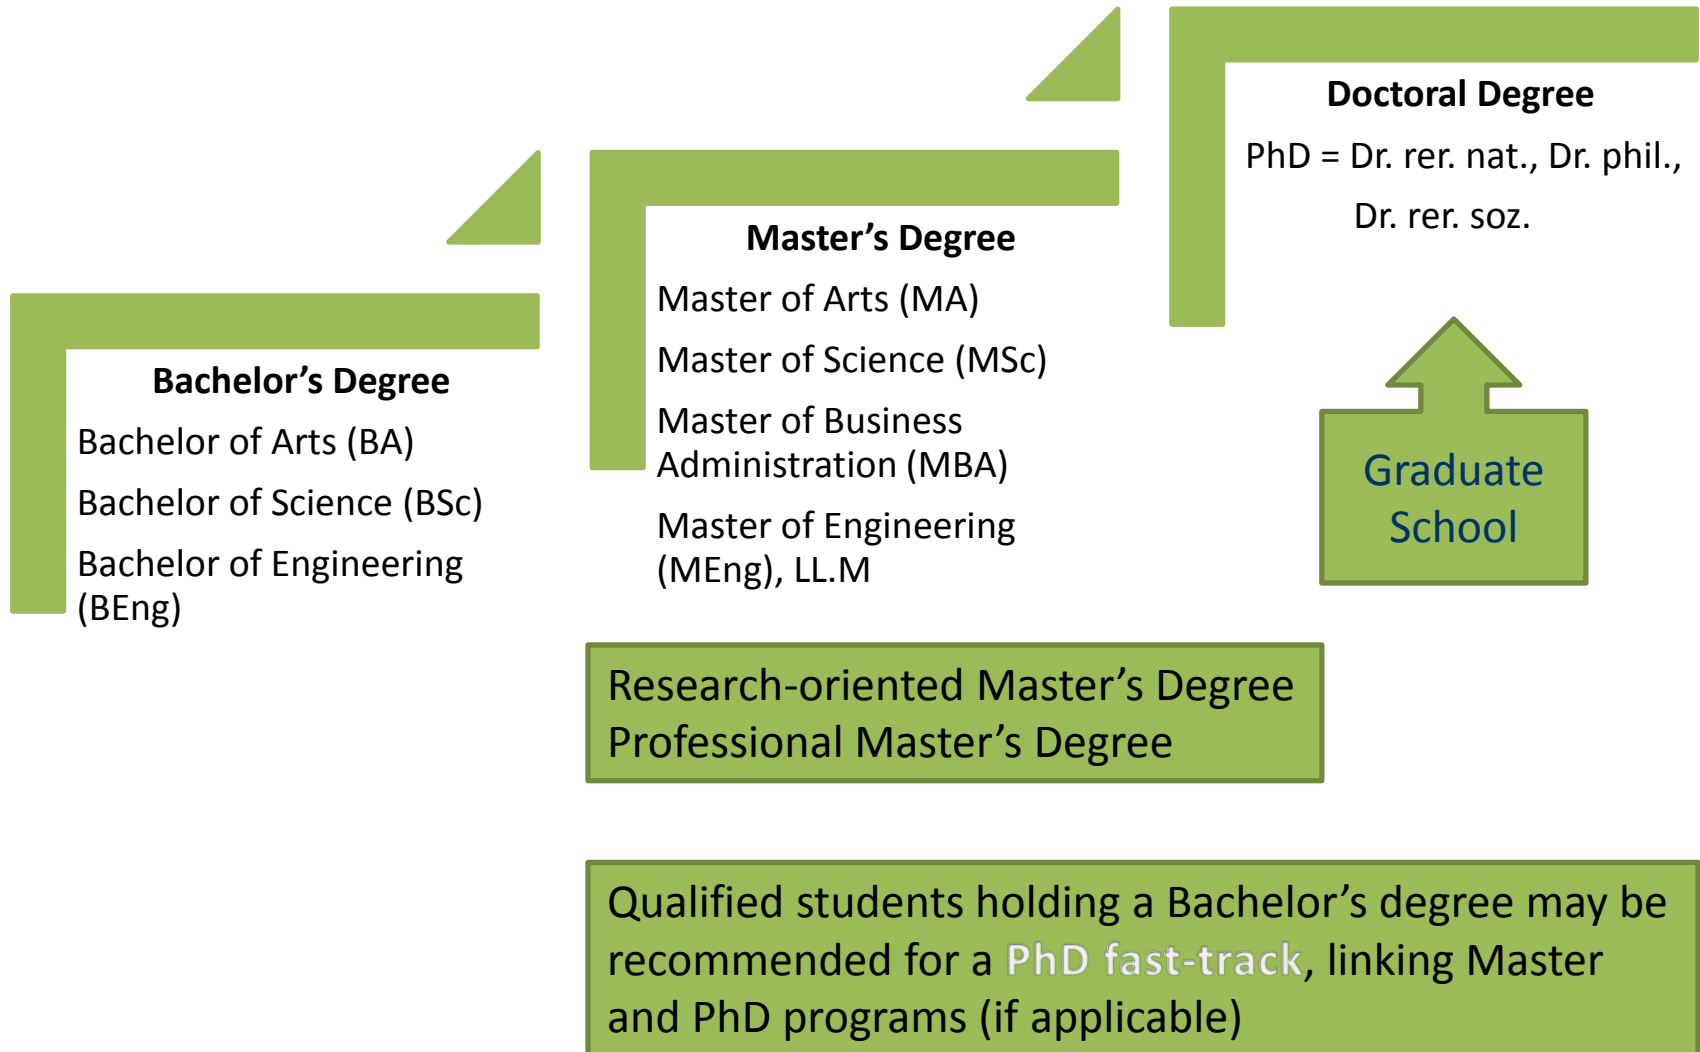 Bachelor’s Degree
Bachelor of Arts (BA)
Bachelor of Science (BSc)
Bachelor of Engineering
(BEng)
Master’s Degree
Master of Arts (MA)
Master of Science (MSc)
Master of Business
Administration (MBA)
Master of Engineering
(MEng), LL.M
Doctoral Degree
PhD = Dr. rer. nat., Dr. phil.,
Dr. rer. soz.
Graduate
School
Research-oriented Master’s Degree
Professional Master’s Degree
Qualified students holding a Bachelor’s degree may be
recommended for a PhD fast-track, linking Master
and PhD programs (if applicable)